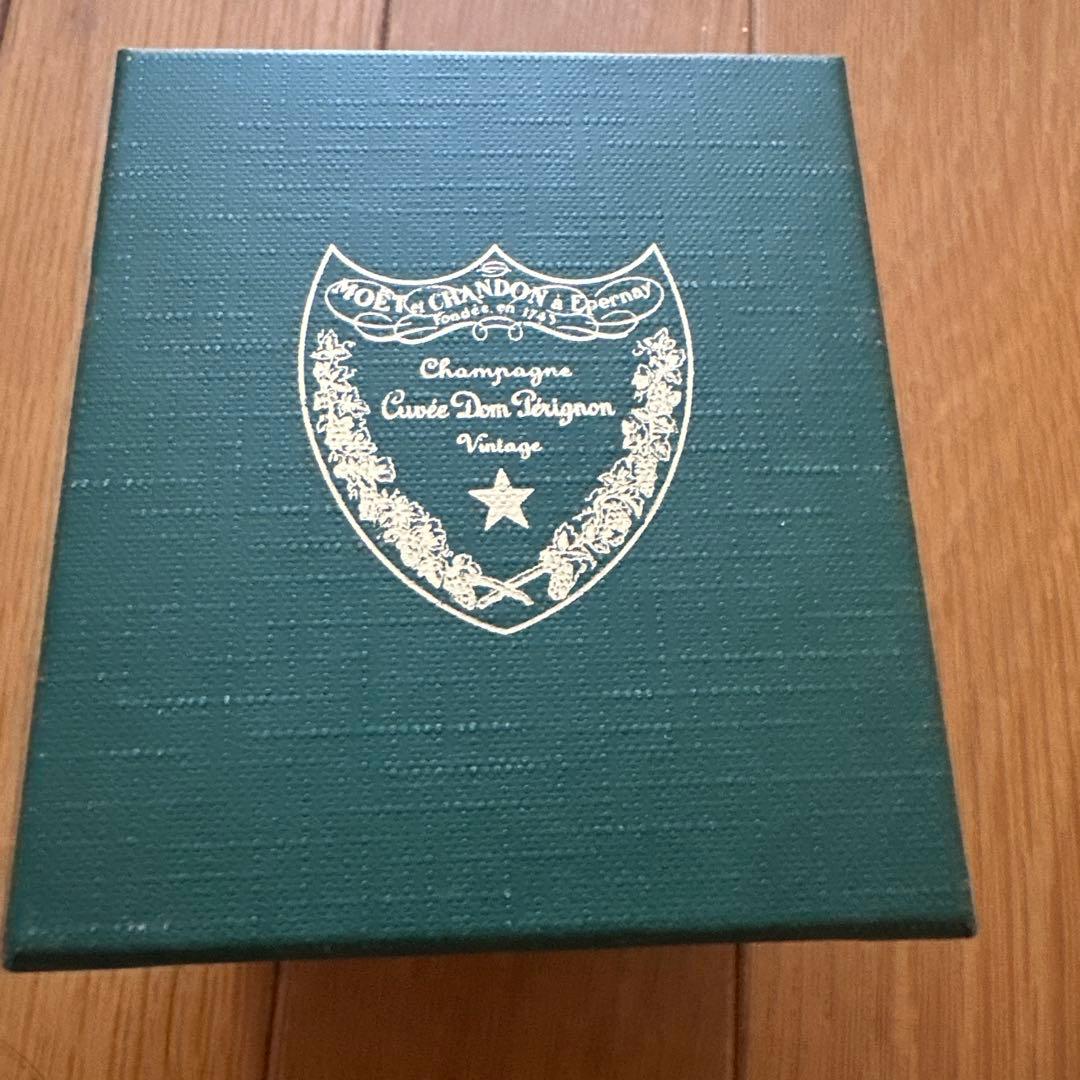 MOËT et CHANDON à Epernay
Fondée en 1743
Champagne
Cuvée Dom Pérignon
Vintage